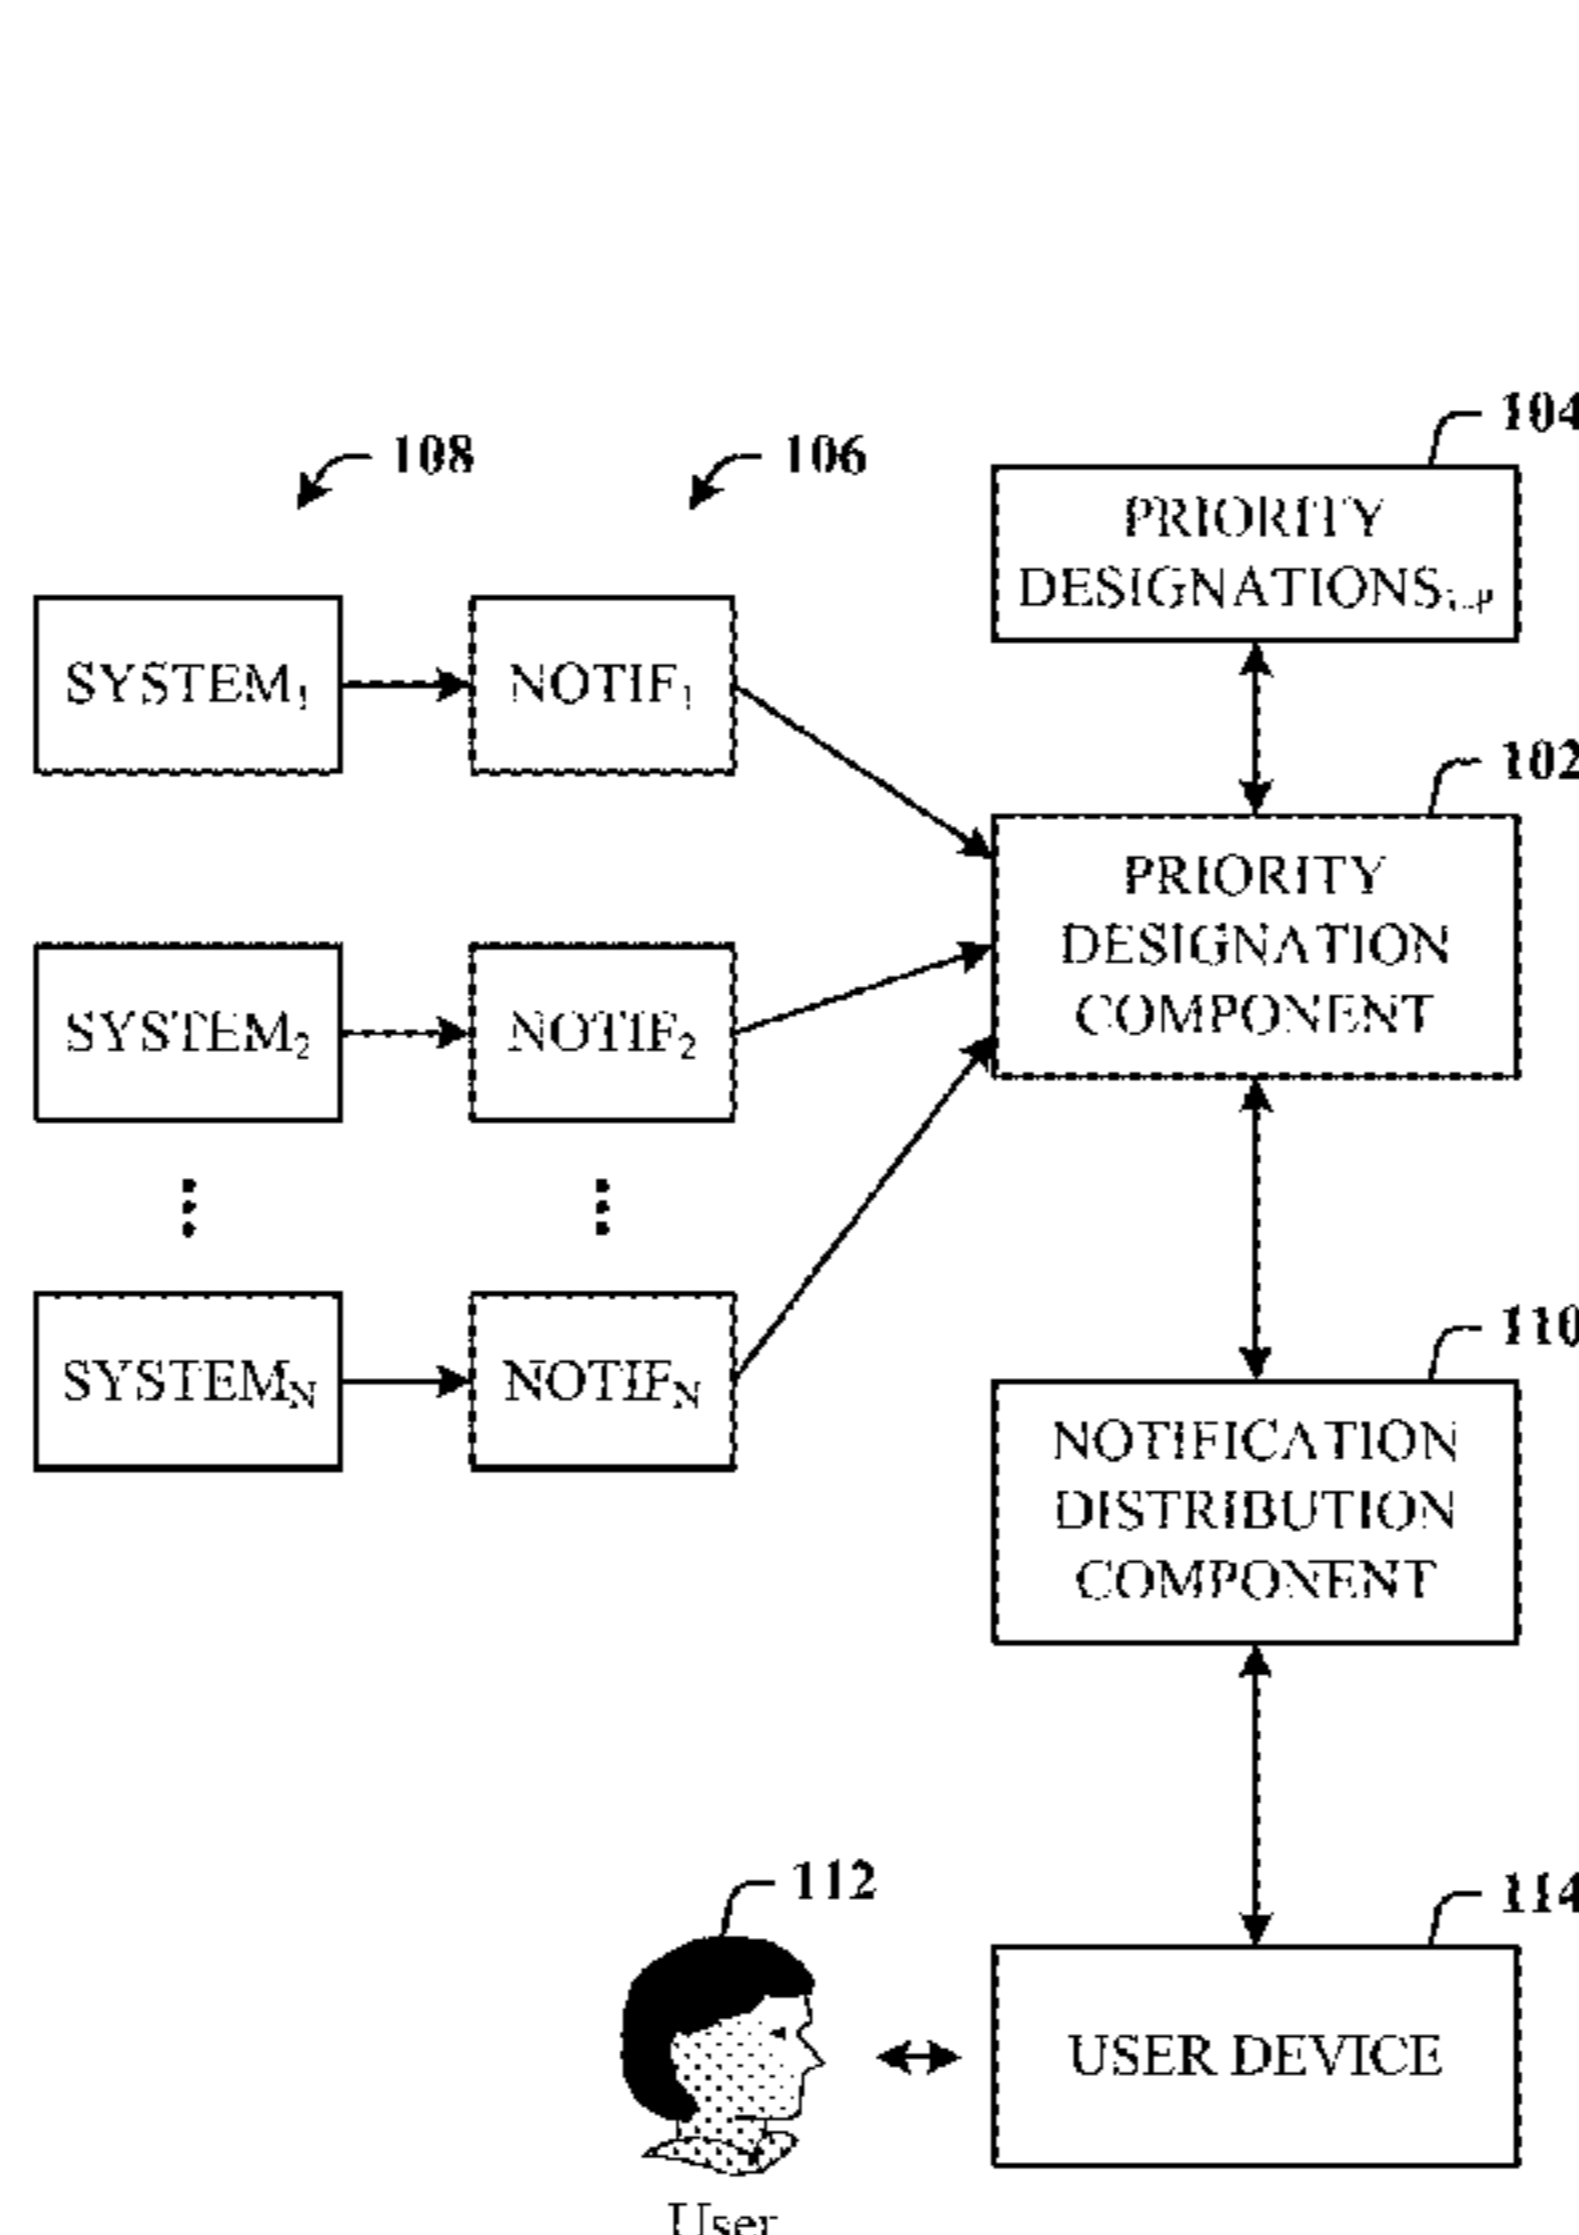 104
108
106
PRIORITY
DESIGNATIONS
SYSTEM₁
NOTIF₁
102
PRIORITY
DESIGNATION
COMPONENT
SYSTEM₂
NOTIF₂
SYSTEMN
NOTIFN
110
NOTIFICATION
DISTRIBUTION
COMPONENT
112
114
USER DEVICE
User